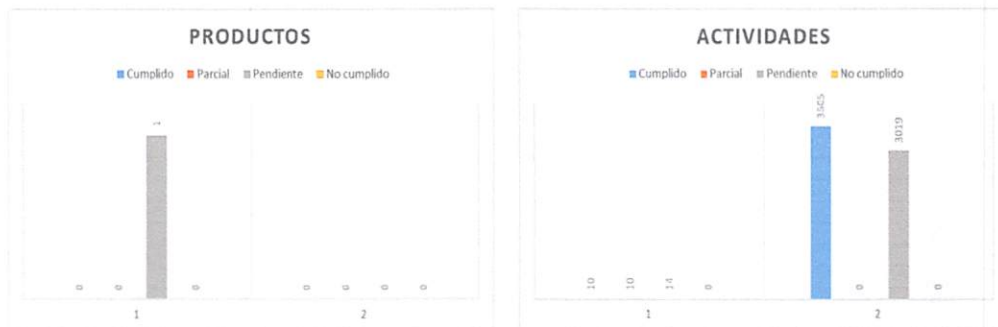 PRODUCTOS
Cumplido Parcial Pendiente No cumplido
1
0 0 0 0 0 0 0
1 2
ACTIVIDADES
Cumplido Parcial Pendiente No cumplido
3505
3019
10 10 14 0 0 0
1 2